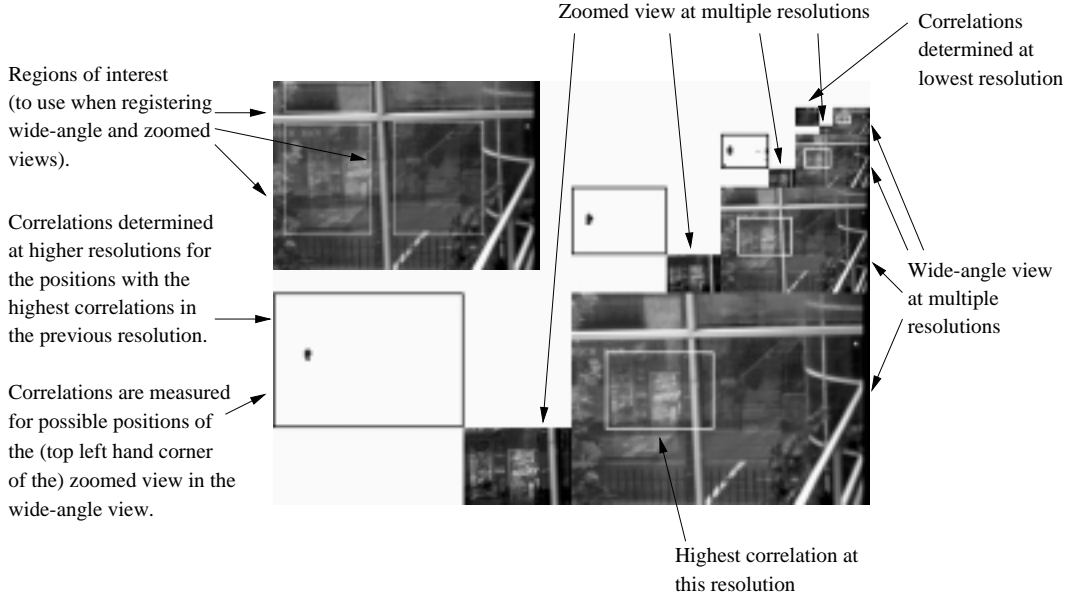 Zoomed view at multiple resolutions
Correlations
determined at
lowest resolution
Regions of interest
(to use when registering
wide-angle and zoomed
views).
Correlations determined
at higher resolutions for
the positions with the
highest correlations in
the previous resolution.
Wide-angle view
at multiple
resolutions
Correlations are measured
for possible positions of
the (top left hand corner
of the) zoomed view in the
wide-angle view.
Highest correlation at
this resolution